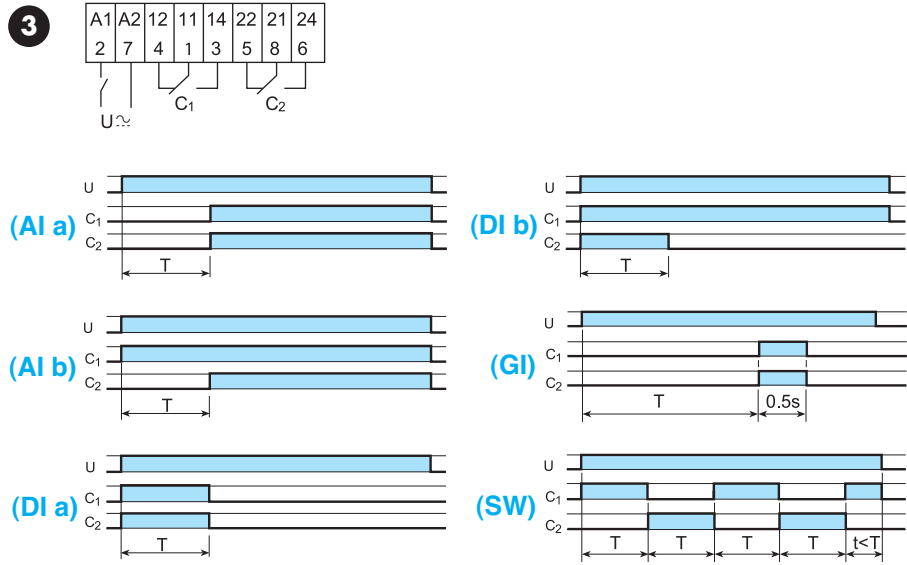 3
A1 A2 12 11 14 22 21 24
2 7 4 1 3 5 8 6
C1 C2
U≂
(AI a)
U
C1
C2
T
(AI b)
U
C1
C2
T
(DI a)
U
C1
C2
T
(DI b)
U
C1
C2
T
(GI)
U
C1
C2
T 0.5s
(SW)
U
C1
C2
T T T T t<T